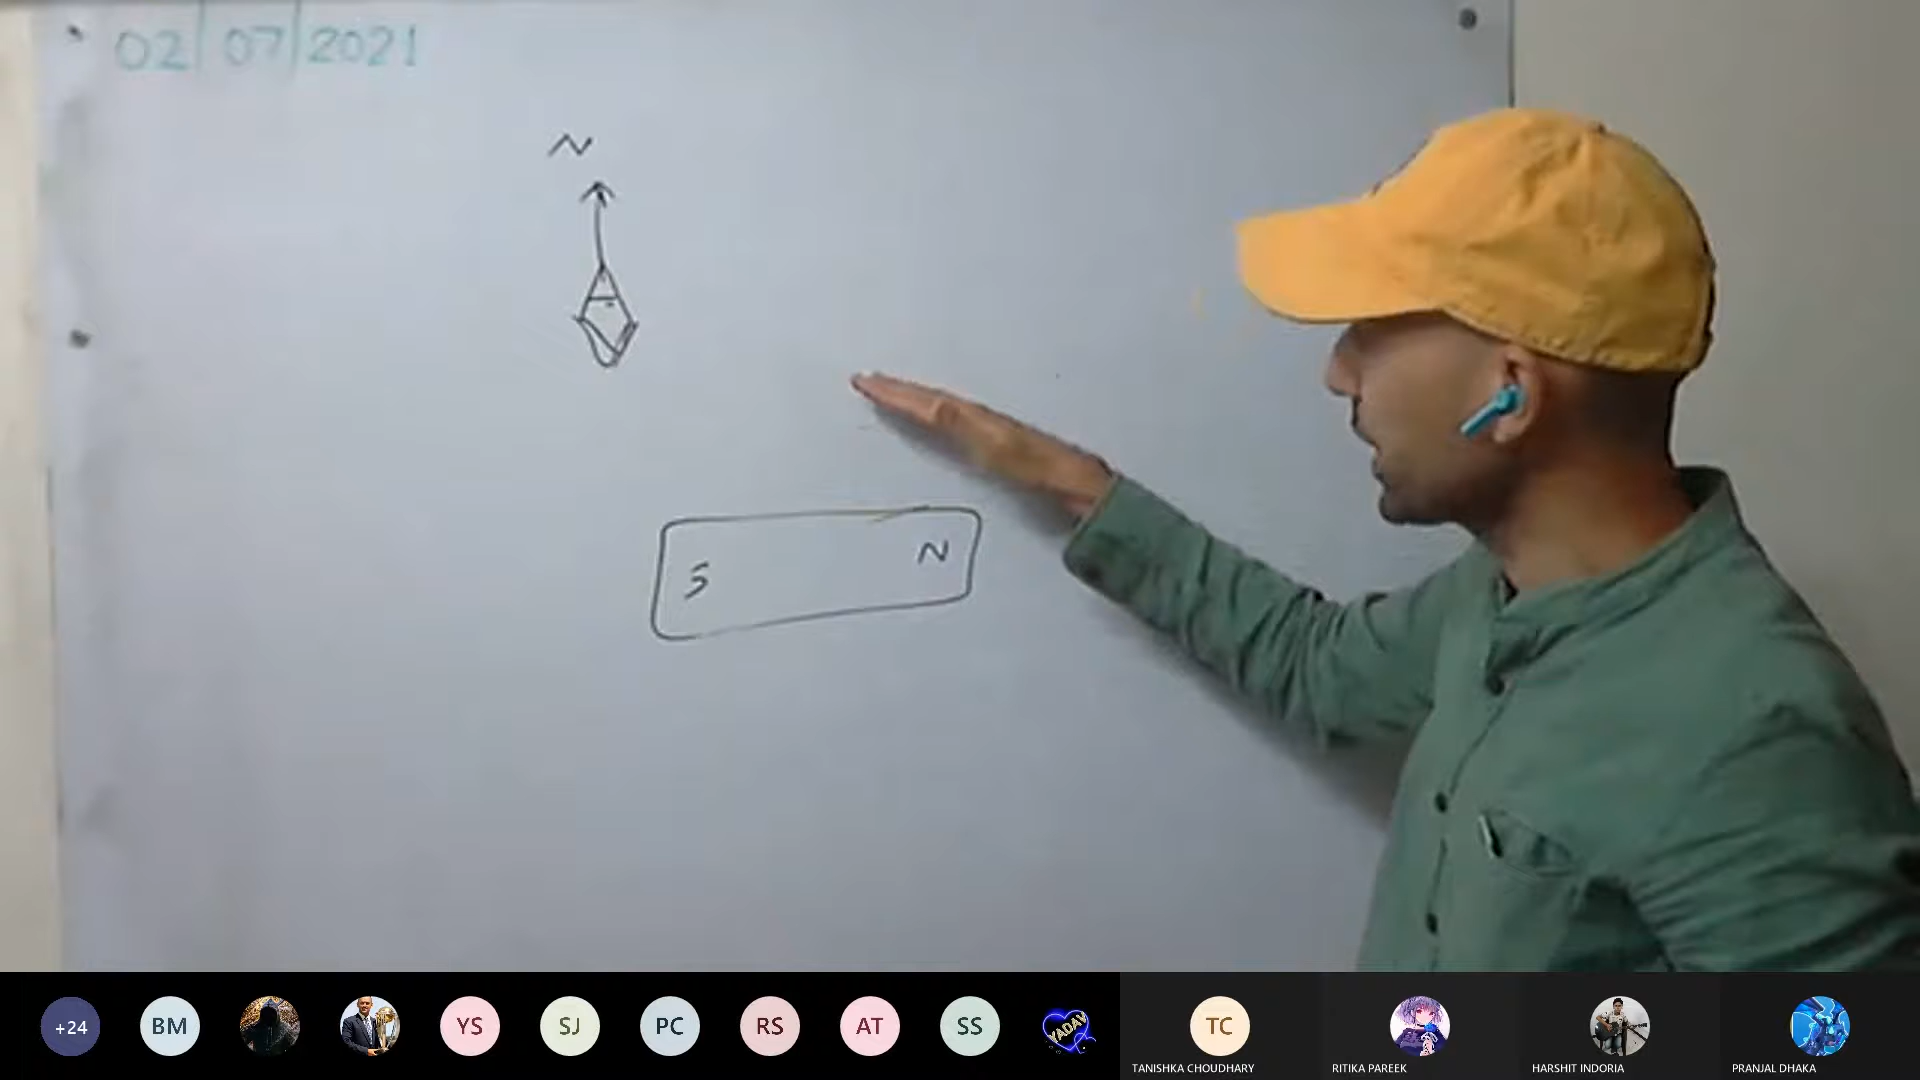 02/07/2021
N
S N
+24 BM YS SJ PC RS AT SS YADAV TC
TANISHKA CHOUDHARY RITIKA PAREEK HARSHIT INDORIA PRANJAL DHAKA